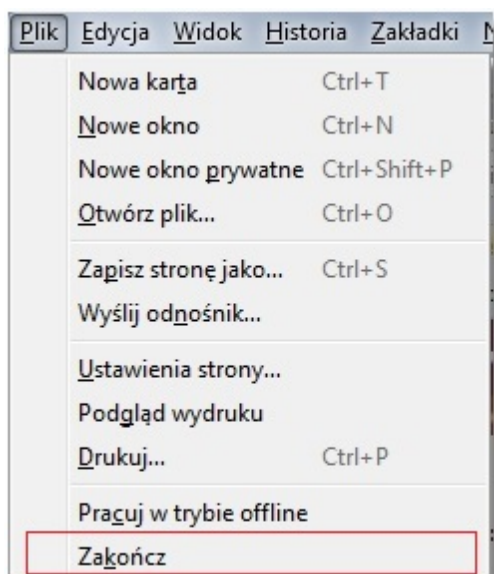 Plik Edycja Widok Historia Zakładki
Nowa karta Ctrl+T
Nowe okno Ctrl+N
Nowe okno prywatne Ctrl+Shift+P
Otwórz plik... Ctrl+O
Zapisz stronę jako... Ctrl+S
Wyślij odnośnik...
Ustawienia strony...
Podgląd wydruku
Drukuj... Ctrl+P
Pracuj w trybie offline
Zakończ